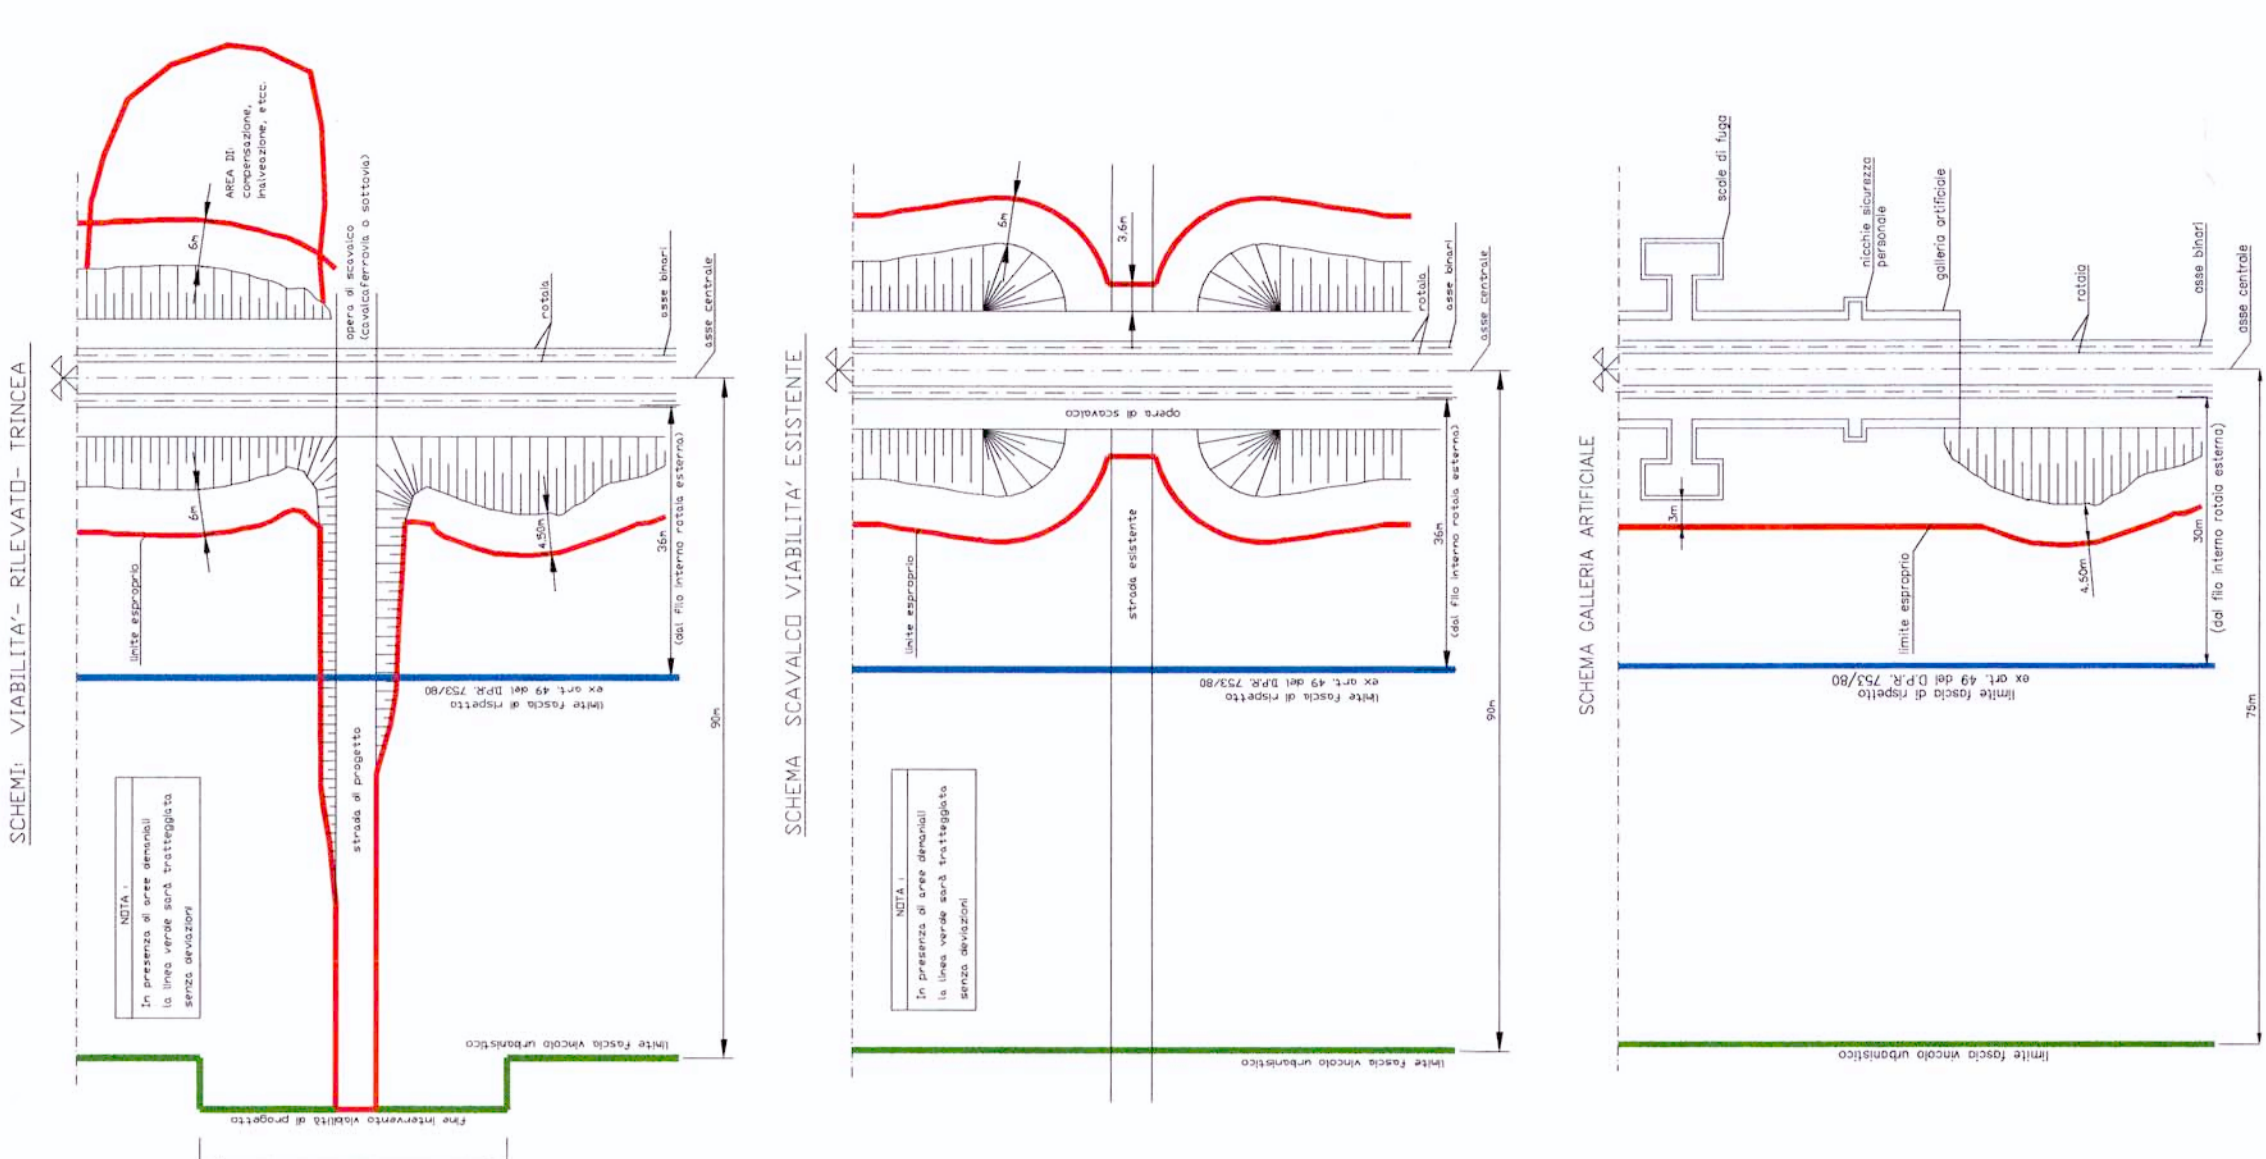 SCHEMI: VIABILITA'- RILEVATO- TRINCEA
AREA DI:
compensazione,
inalveazione, etcc.
6m
opera di scavalco
(cavalcaferrovia o sottovia)
rotaia
asse binari
asse centrale
6m
4.50m
36m
(dal filo interno rotaia esterna)
limite esproprio
limite fascia di rispetto
ex art. 49 del D.P.R. 753/80
strada di progetto
90m
NOTA :
In presenza di aree demaniali
la linea verde sarà tratteggiata
senza deviazioni
limite fascia vincolo urbanistico
fine intervento viabilità di progetto
SCHEMA SCAVALCO VIABILITA' ESISTENTE
6m
3.6m
rotaia
asse binari
asse centrale
opera di scavalco
36m
(dal filo interno rotaia esterna)
limite esproprio
strada esistente
limite fascia di rispetto
ex art. 49 del D.P.R. 753/80
90m
NOTA :
In presenza di aree demaniali
la linea verde sarà tratteggiata
senza deviazioni
limite fascia vincolo urbanistico
SCHEMA GALLERIA ARTIFICIALE
scale di fuga
nicchie sicurezza
personale
galleria artificiale
rotaia
asse binari
asse centrale
3m
4.50m
30m
(dal filo interno rotaia esterna)
limite esproprio
limite fascia di rispetto
ex art. 49 del D.P.R. 753/80
75m
limite fascia vincolo urbanistico